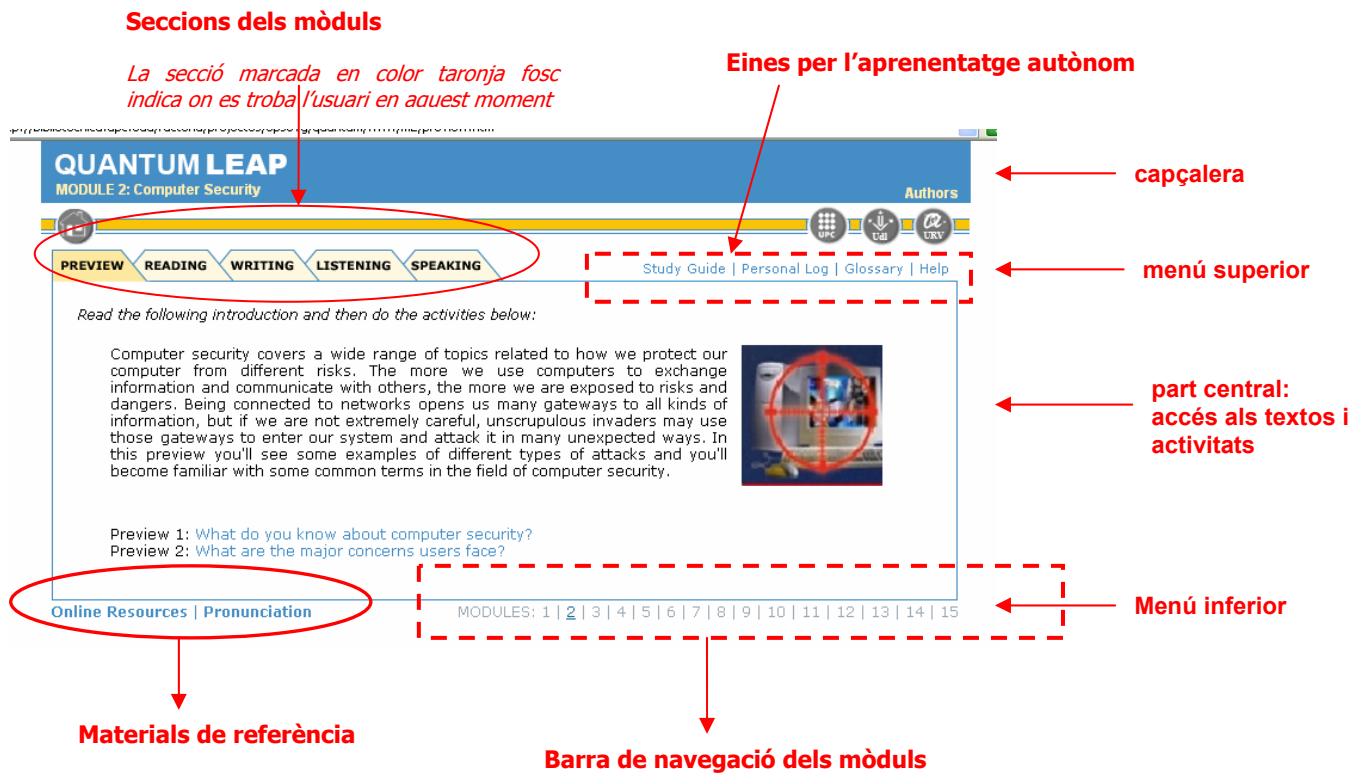 Seccions dels mòduls
La secció marcada en color taronja fosc
indica on es troba l'usuari en aquest moment
Eines per l'aprenentatge autònom
QUANTUM LEAP
MODULE 2: Computer Security
Authors
capçalera
UPC
UdL
URV
PREVIEW
READING
WRITING
LISTENING
SPEAKING
Study Guide | Personal Log | Glossary | Help
menú superior
Read the following introduction and then do the activities below:
Computer security covers a wide range of topics related to how we protect our
computer from different risks. The more we use computers to exchange
information and communicate with others, the more we are exposed to risks and
dangers. Being connected to networks opens us many gateways to all kinds of
information, but if we are not extremely careful, unscrupulous invaders may use
those gateways to enter our system and attack it in many unexpected ways. In
this preview you'll see some examples of different types of attacks and you'll
become familiar with some common terms in the field of computer security.
part central:
accés als textos i
activitats
Preview 1: What do you know about computer security?
Preview 2: What are the major concerns users face?
Online Resources | Pronunciation
MODULES: 1 | 2 | 3 | 4 | 5 | 6 | 7 | 8 | 9 | 10 | 11 | 12 | 13 | 14 | 15
Menú inferior
Materials de referència
Barra de navegació dels mòduls